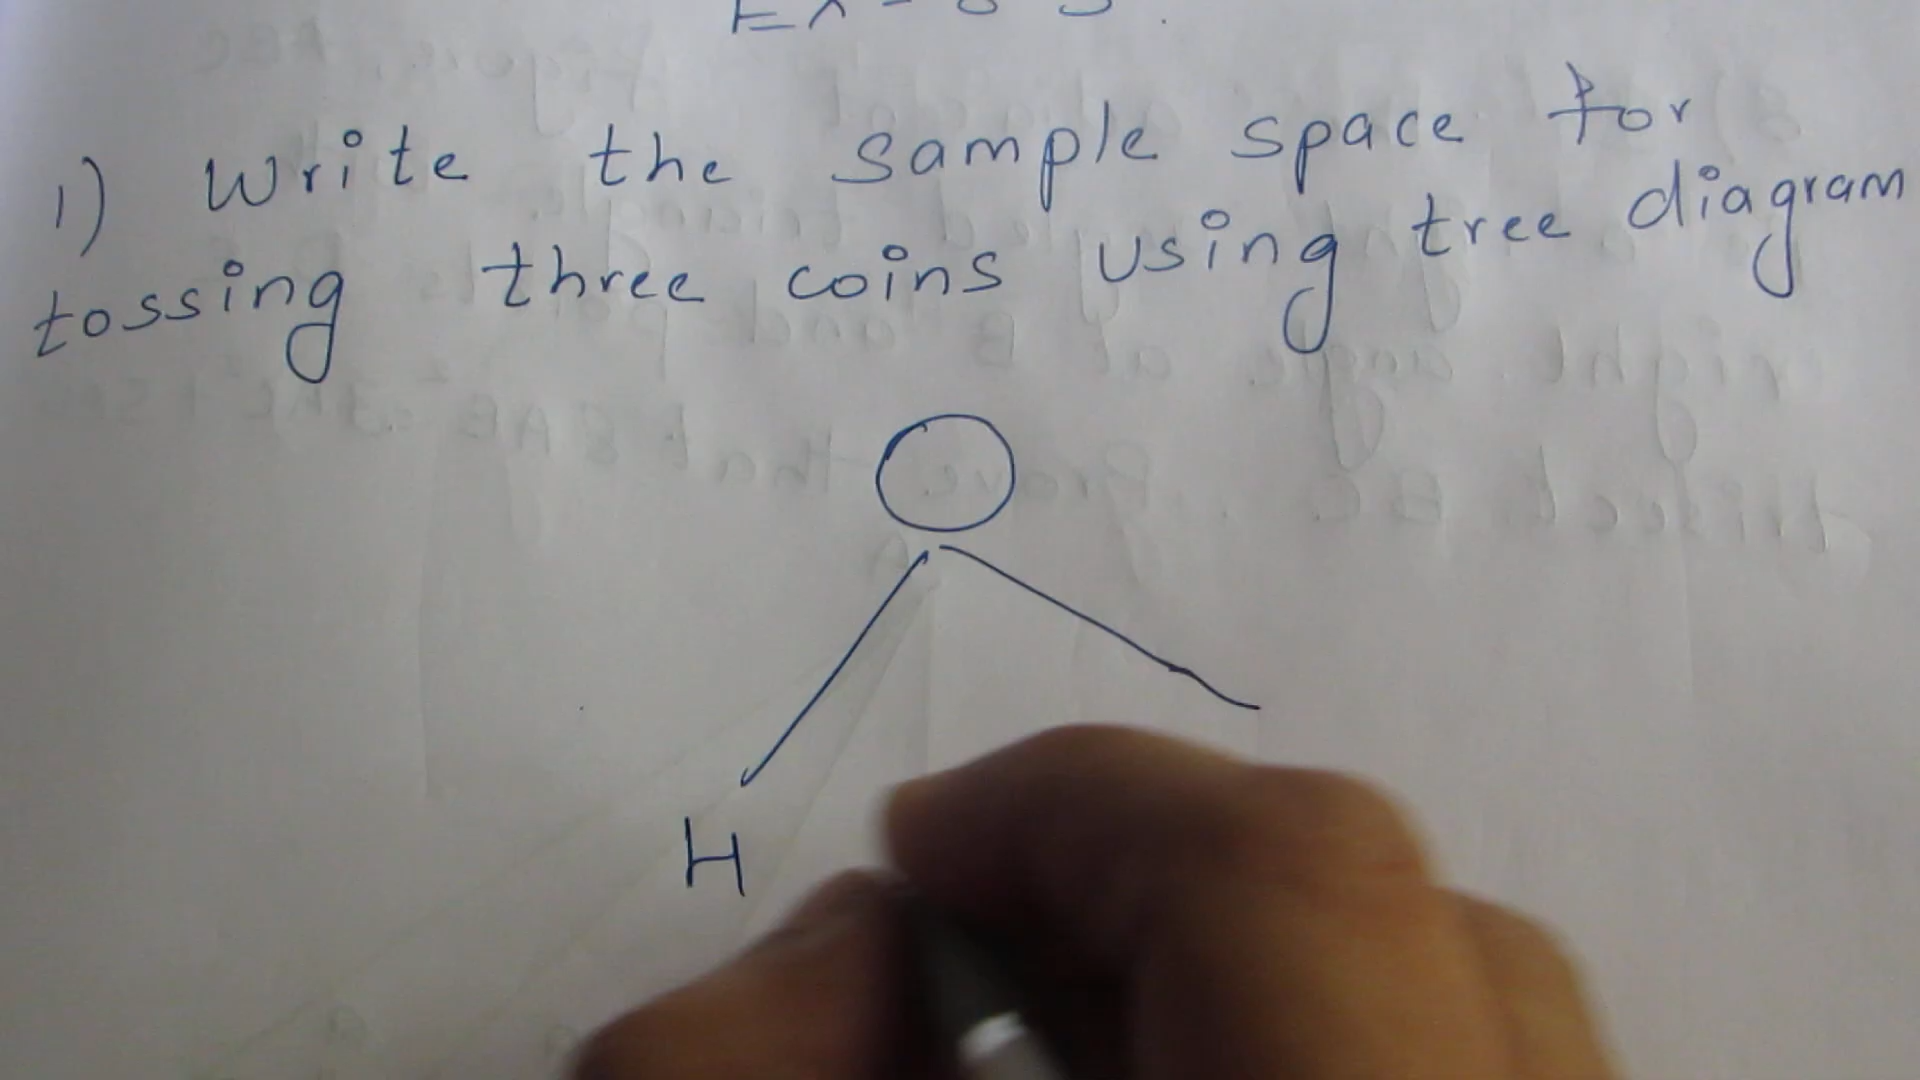 1) Write the sample space for
tossing three coins using tree diagram
H